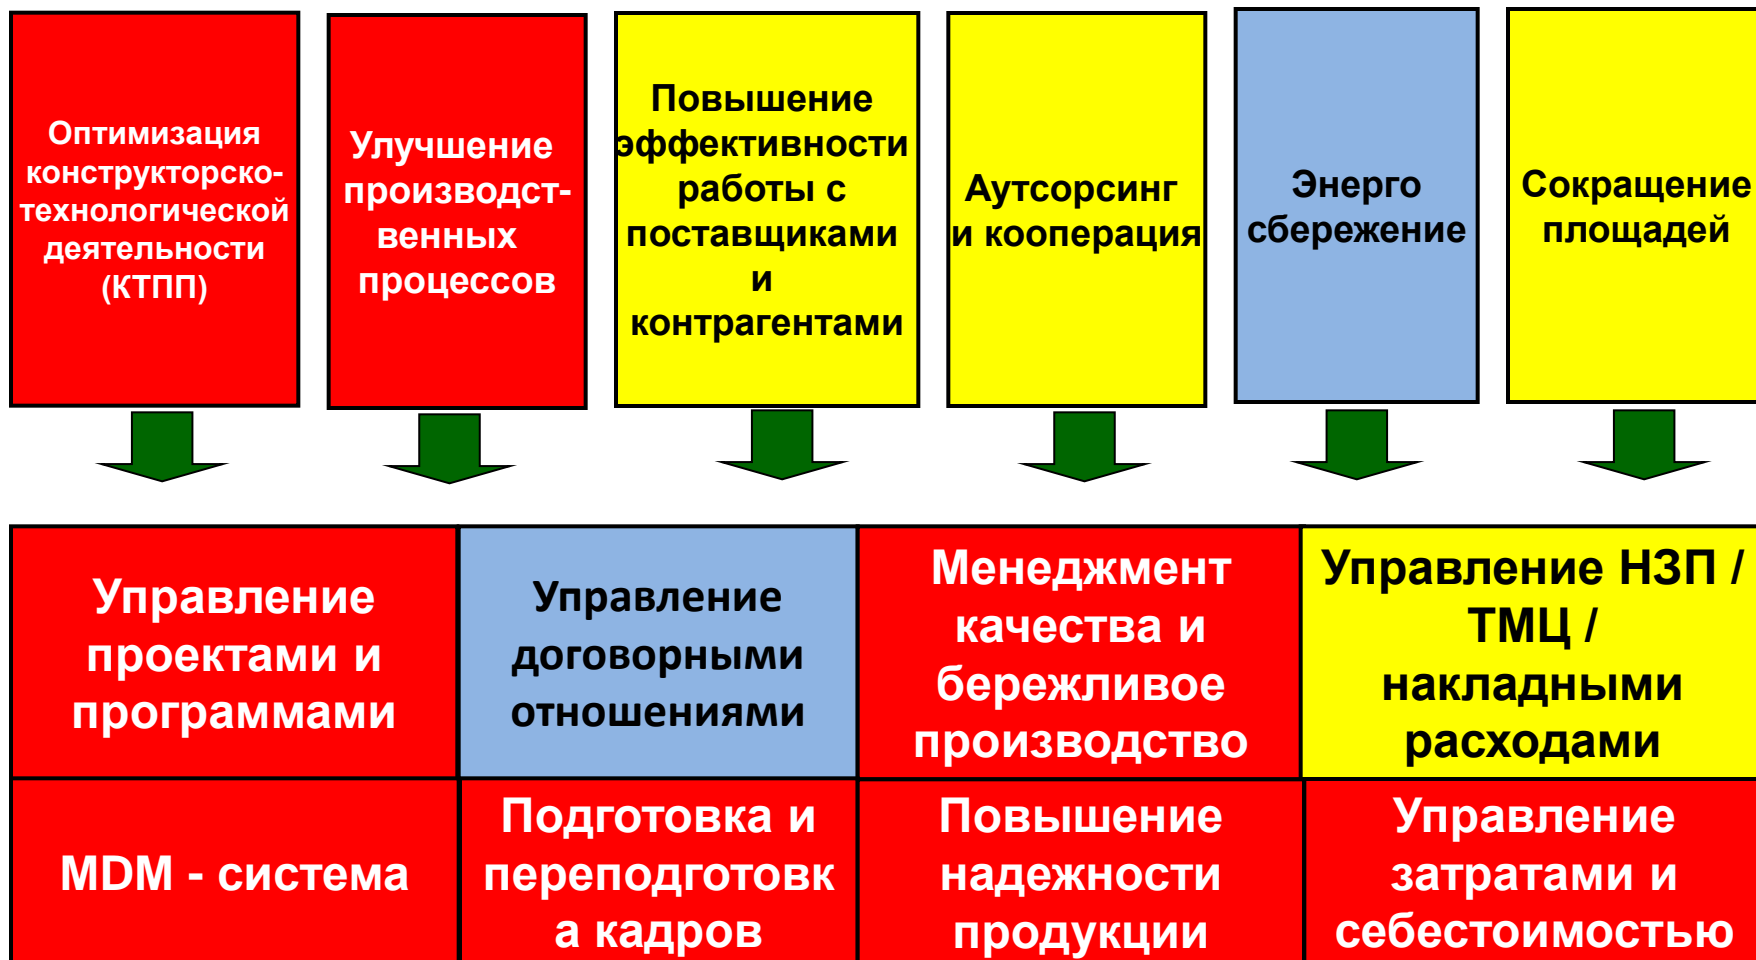 Оптимизация
конструкторско-
технологической
деятельности
(КТПП)
Улучшение
производст-
венных
процессов
Повышение
эффективности
работы с
поставщиками
и
контрагентами
Аутсорсинг
и кооперация
Энерго
сбережение
Сокращение
площадей
Управление
проектами и
программами
Управление
договорными
отношениями
Менеджмент
качества и
бережливое
производство
Управление НЗП /
ТМЦ /
накладными
расходами
MDM - система
Подготовка и
переподготовк
а кадров
Повышение
надежности
продукции
Управление
затратами и
себестоимостью